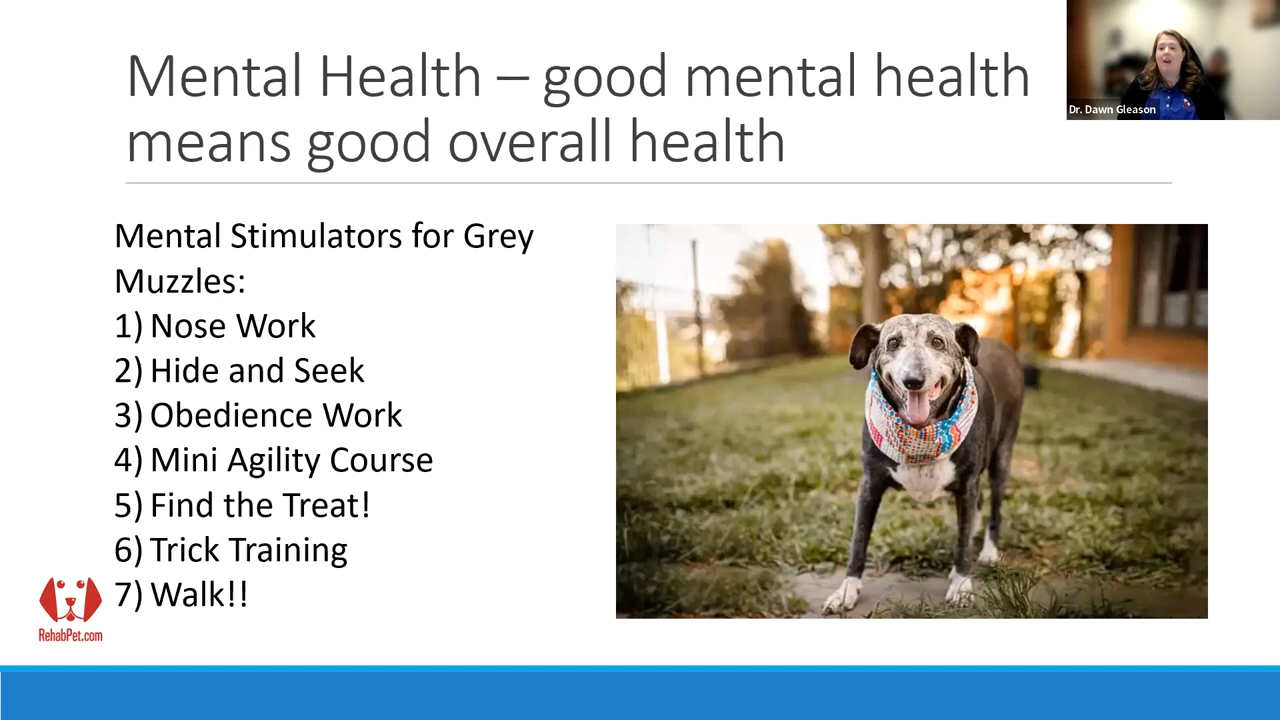 Mental Health – good mental health
means good overall health
Dr. Dawn Gleason
Mental Stimulators for Grey
Muzzles:
1) Nose Work
2) Hide and Seek
3) Obedience Work
4) Mini Agility Course
5) Find the Treat!
6) Trick Training
7) Walk!!
RehabPet.com